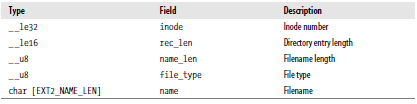 Type Field Description
__le32 inode Inode number
__le16 rec_len Directory entry length
__u8 name_len Filename length
__u8 file_type File type
char [EXT2_NAME_LEN] name Filename